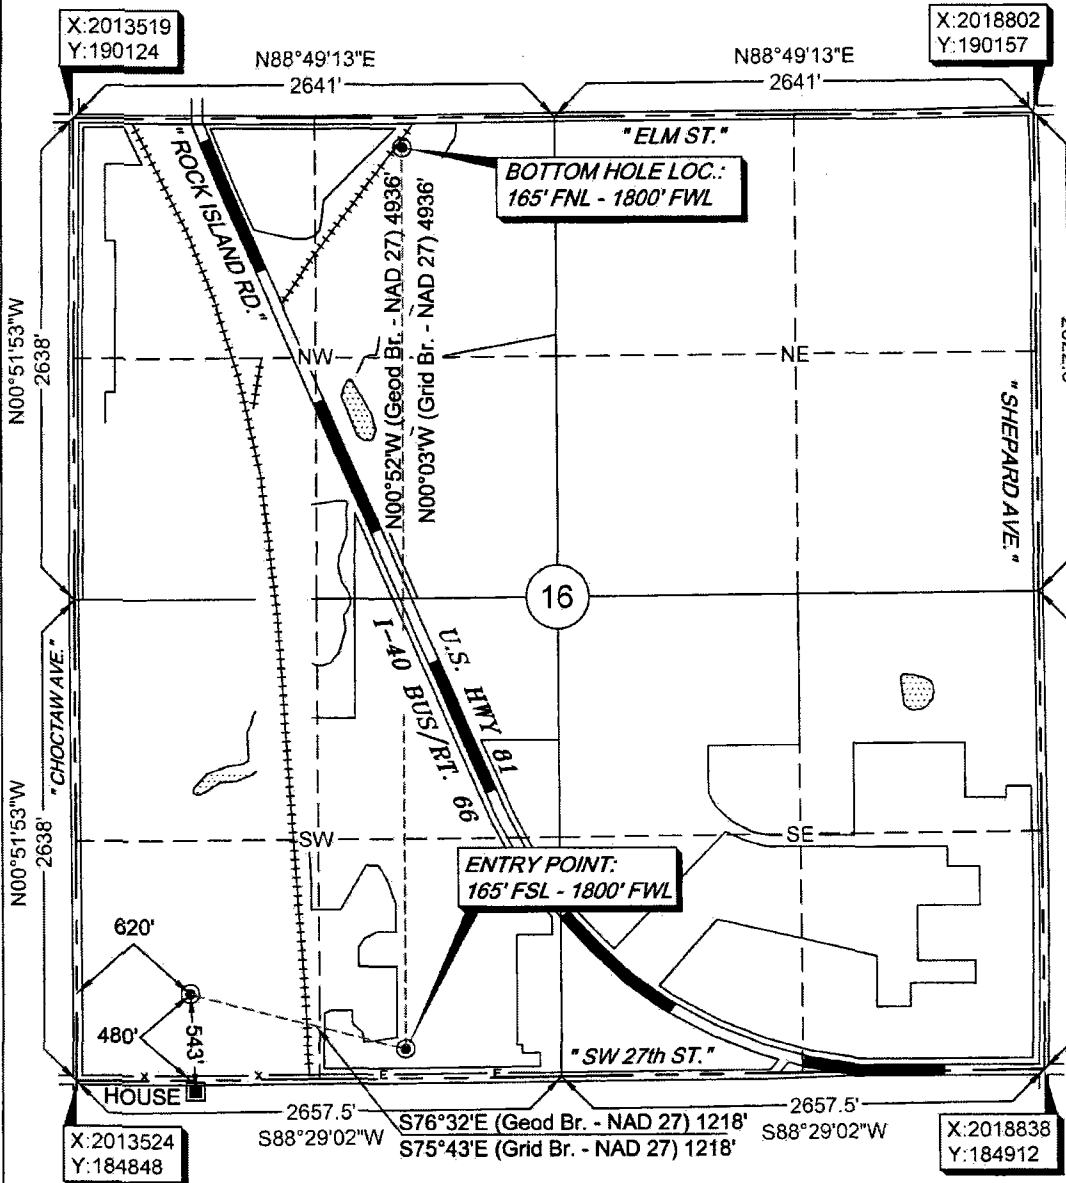 X:2013519
Y:190124
X:2018802
Y:190157
N88°49'13"E
2641'
N88°49'13"E
2641'
"ELM ST."
BOTTOM HOLE LOC.:
165' FNL - 1800' FWL
"ROCK ISLAND RD."
N00°52'W (Geod Br. - NAD 27) 4936'
N00°03'W (Grid Br. - NAD 27) 4936'
N00°51'53"W
2638'
NW
NE
"SHEPARD AVE."
16
U.S. HWY 81
I-40 BUS/RT. 66
"CHOCTAW AVE."
N00°51'53"W
2638'
SW
SE
ENTRY POINT:
165' FSL - 1800' FWL
620'
480'
543'
"SW 27th ST."
x
x
E
E
HOUSE
2657.5'
S88°29'02"W
2657.5'
S88°29'02"W
S76°32'E (Geod Br. - NAD 27) 1218'
S75°43'E (Grid Br. - NAD 27) 1218'
X:2013524
Y:184848
X:2018838
Y:184912